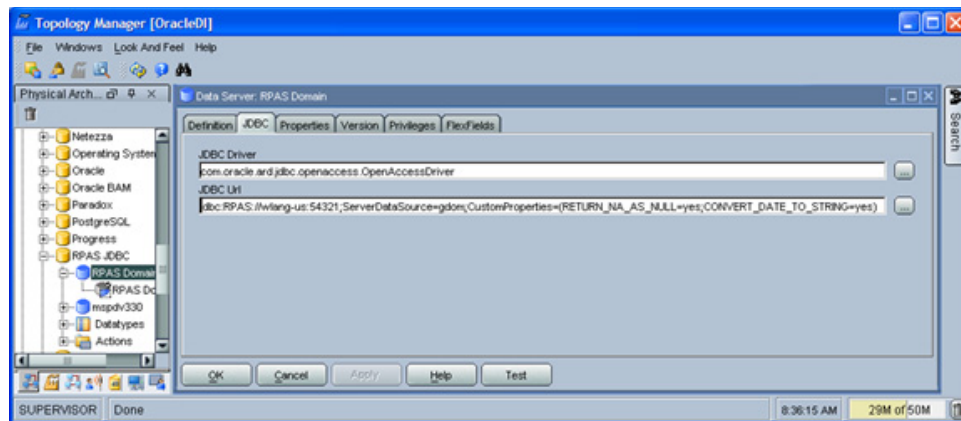 Topology Manager [OracleDI]
File Windows Look And Feel Help
Physical Arch...
Netezza
Operating System
Oracle
Oracle BAM
Paradox
PostgreSQL
Progress
RPAS JDBC
RPAS Domain
RPAS Do
mspdv330
Datatypes
Actions
Data Server: RPAS Domain
Definition JDBC Properties Version Privileges FlexFields
JDBC Driver
com.oracle.ard.jdbc.openaccess.OpenAccessDriver
...
JDBC Url
jdbc:RPAS://wlang-us:54321;ServerDataSource=gdom;CustomProperties=(RETURN_NA_AS_NULL=yes;CONVERT_DATE_TO_STRING=yes)
...
OK Cancel Apply Help Test
Search
SUPERVISOR Done 8:36:15 AM 29M of 50M